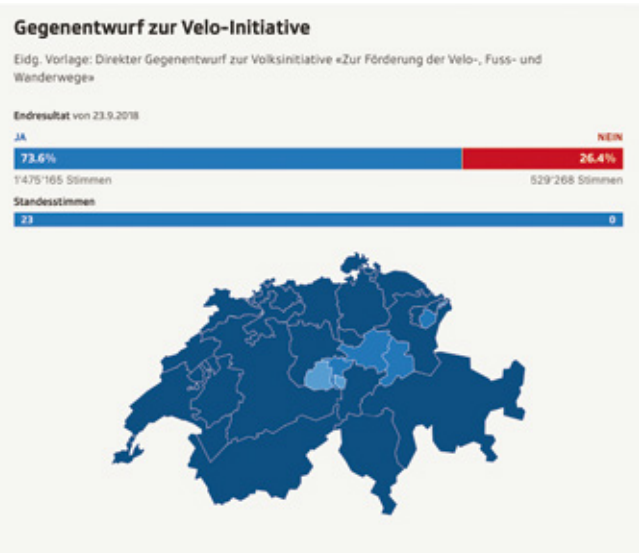 Gegenentwurf zur Velo-Initiative
Eidg. Vorlage: Direkter Gegenentwurf zur Volksinitiative «Zur Förderung der Velo-, Fuss- und
Wanderwege»
Endresultat von 23.9.2018
JA NEIN
73.6% 26.4%
1'475'165 Stimmen 529'268 Stimmen
Standesstimmen
23 0